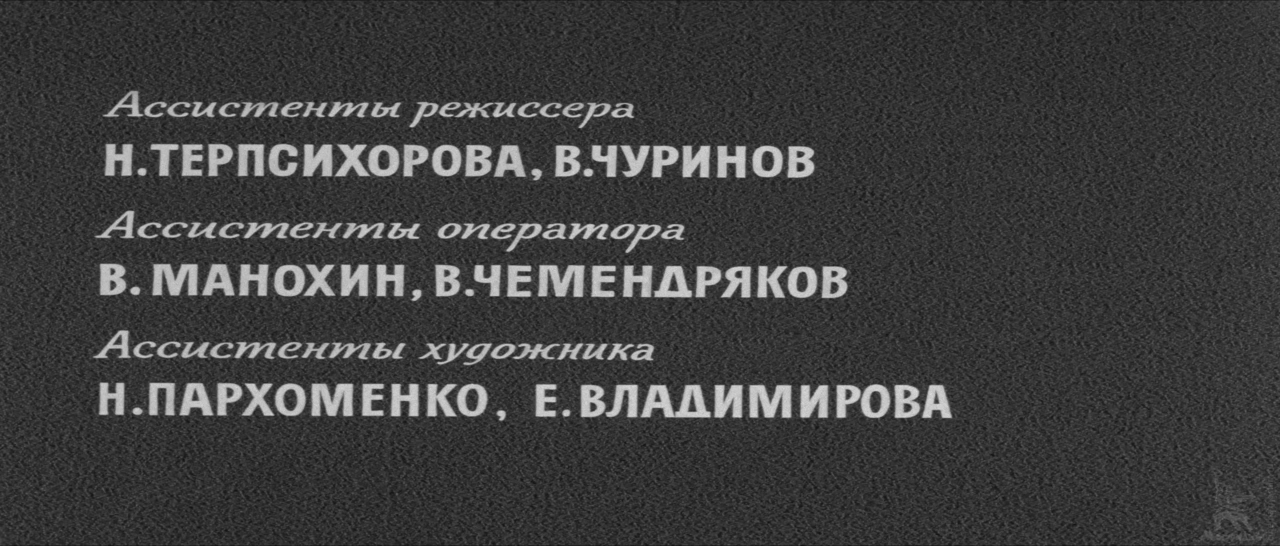 Ассистенты режиссера
Н.ТЕРПСИХОРОВА, В.ЧУРИНОВ
Ассистенты оператора
В. МАНОХИН, В.ЧЕМЕНДРЯКОВ
Ассистенты художника
Н.ПАРХОМЕНКО, Е.ВЛАДИМИРОВА